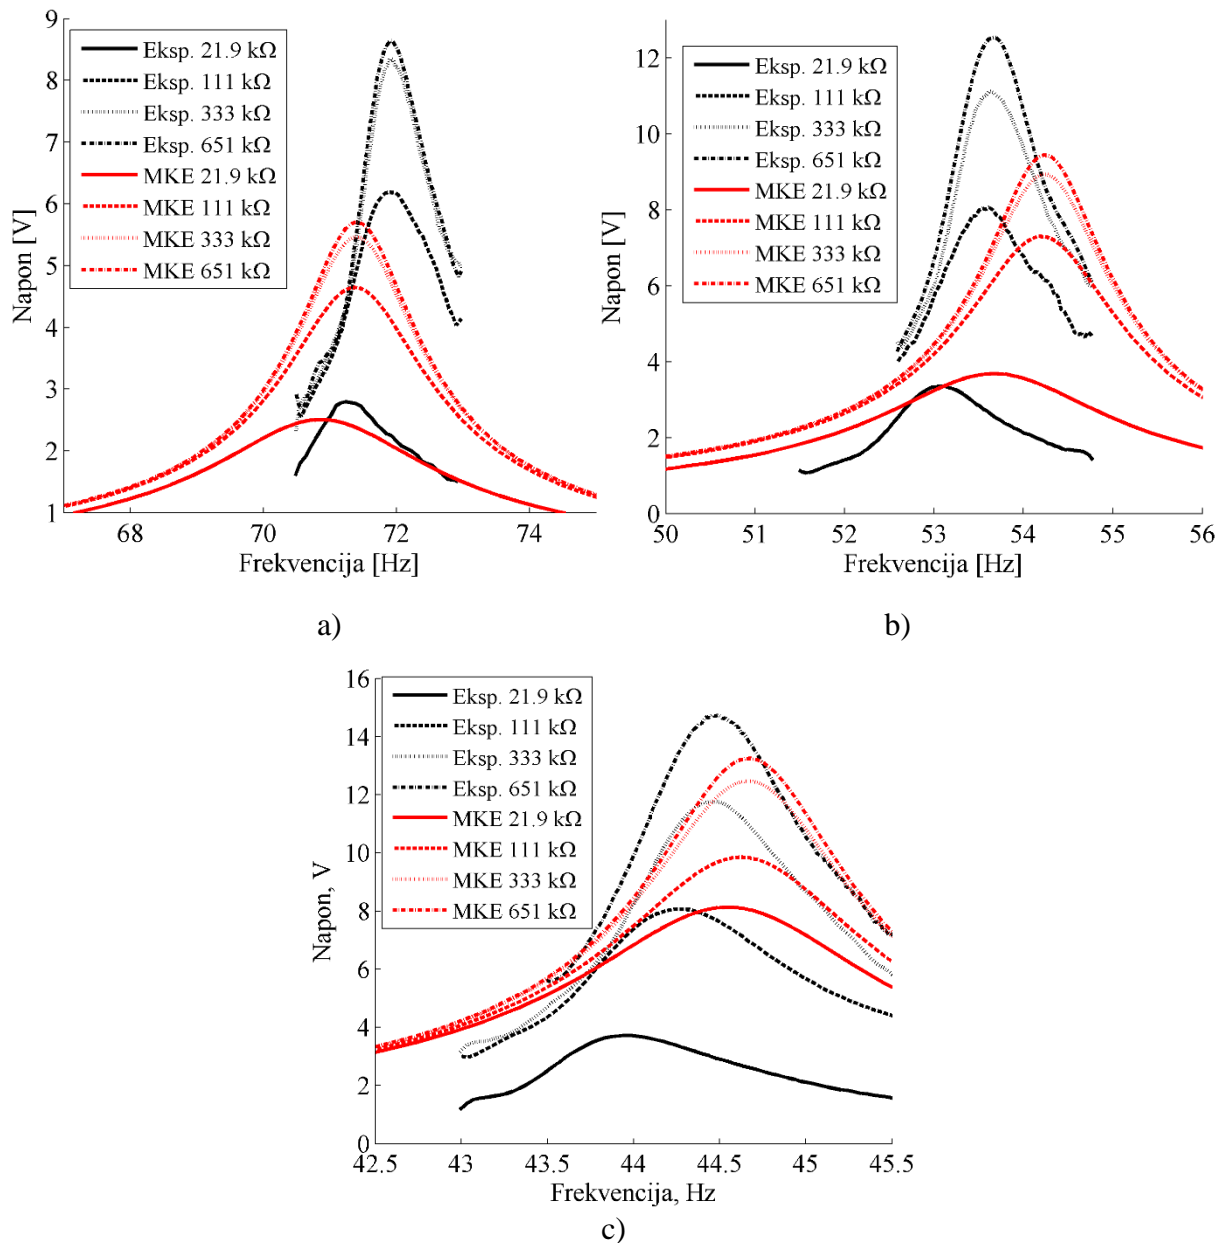 a)
9
8
7
6
5
4
3
2
1
Napon [V]
Eksp. 21.9 kΩ
Eksp. 111 kΩ
Eksp. 333 kΩ
Eksp. 651 kΩ
MKE 21.9 kΩ
MKE 111 kΩ
MKE 333 kΩ
MKE 651 kΩ
68 70 72 74
Frekvencija [Hz]
12
10
8
6
4
2
0
Napon [V]
Eksp. 21.9 kΩ
Eksp. 111 kΩ
Eksp. 333 kΩ
Eksp. 651 kΩ
MKE 21.9 kΩ
MKE 111 kΩ
MKE 333 kΩ
MKE 651 kΩ
50 51 52 53 54 55 56
Frekvencija [Hz]
b)
16
14
12
10
8
6
4
2
0
Napon, V
Eksp. 21.9 kΩ
Eksp. 111 kΩ
Eksp. 333 kΩ
Eksp. 651 kΩ
MKE 21.9 kΩ
MKE 111 kΩ
MKE 333 kΩ
MKE 651 kΩ
42.5 43 43.5 44 44.5 45 45.5
Frekvencija, Hz
c)